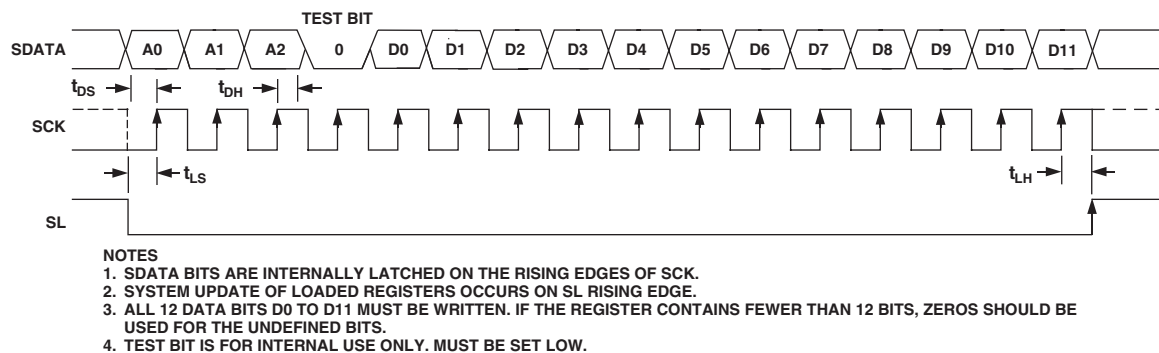 TEST BIT
SDATA A0 A1 A2 0 D0 D1 D2 D3 D4 D5 D6 D7 D8 D9 D10 D11
tDS tDH
SCK
tLS tLH
SL
NOTES
1. SDATA BITS ARE INTERNALLY LATCHED ON THE RISING EDGES OF SCK.
2. SYSTEM UPDATE OF LOADED REGISTERS OCCURS ON SL RISING EDGE.
3. ALL 12 DATA BITS D0 TO D11 MUST BE WRITTEN. IF THE REGISTER CONTAINS FEWER THAN 12 BITS, ZEROS SHOULD BE
USED FOR THE UNDEFINED BITS.
4. TEST BIT IS FOR INTERNAL USE ONLY. MUST BE SET LOW.